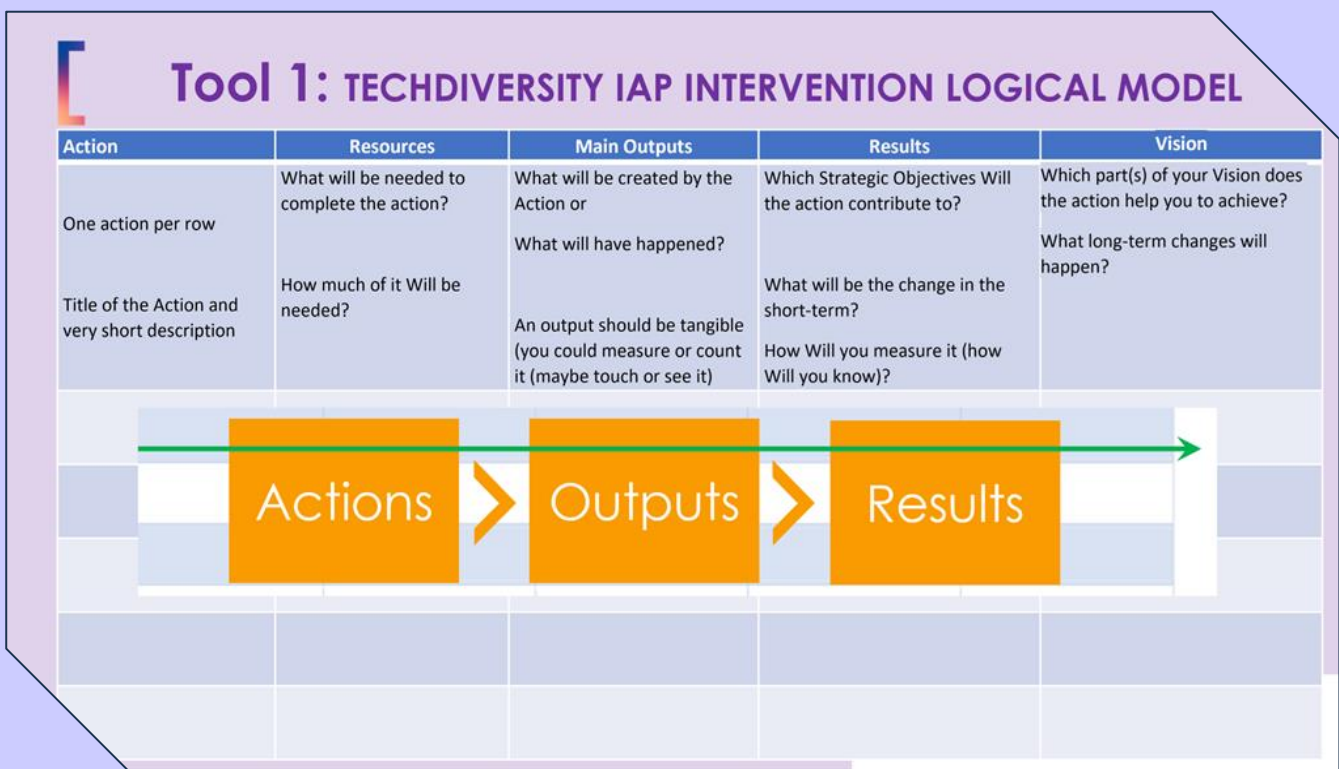 Tool 1: TECHDIVERSITY IAP INTERVENTION LOGICAL MODEL
Action
Resources
Main Outputs
Results
Vision
One action per row
Title of the Action and
very short description
What will be needed to
complete the action?
How much of it Will be
needed?
What will be created by the
Action or
What will have happened?
An output should be tangible
(you could measure or count
it (maybe touch or see it)
Which Strategic Objectives Will
the action contribute to?
What will be the change in the
short-term?
How Will you measure it (how
Will you know)?
Which part(s) of your Vision does
the action help you to achieve?
What long-term changes will
happen?
Actions
Outputs
Results